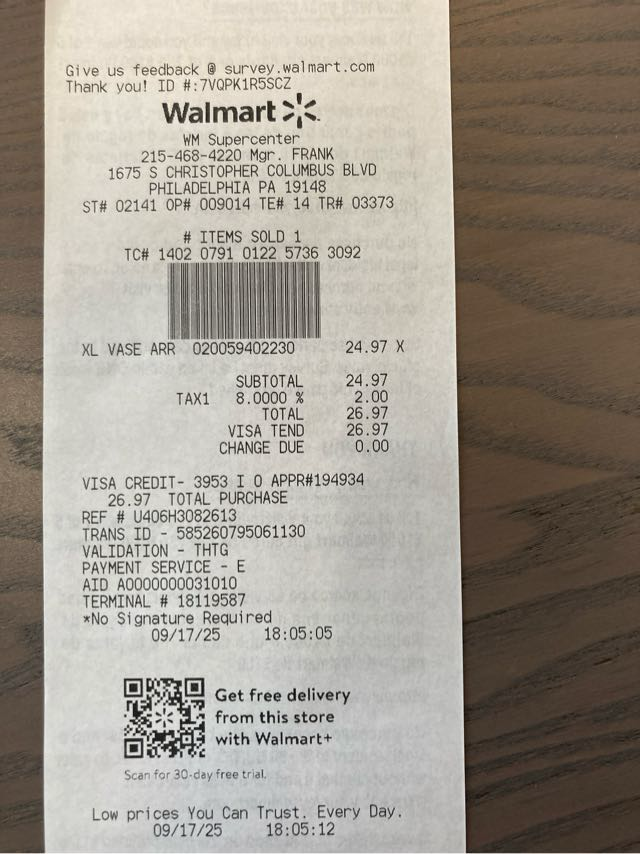 Give us feedback @ survey.walmart.com
Thank you! ID #:7VQPK1R5SCZ
Walmart
WM Supercenter
215-468-4220 Mgr. FRANK
1675 S CHRISTOPHER COLUMBUS BLVD
PHILADELPHIA PA 19148
ST# 02141 OP# 009014 TE# 14 TR# 03373
# ITEMS SOLD 1
TC# 1402 0791 0122 5736 3092
XL VASE ARR 020059402230 24.97 X
SUBTOTAL 24.97
TAX1 8.0000 % 2.00
TOTAL 26.97
VISA TEND 26.97
CHANGE DUE 0.00
VISA CREDIT- 3953 I 0 APPR#194934
26.97 TOTAL PURCHASE
REF # U406H3082613
TRANS ID - 585260795061130
VALIDATION - THTG
PAYMENT SERVICE - E
AID A0000000031010
TERMINAL # 18119587
*No Signature Required
09/17/25 18:05:05
Get free delivery
from this store
with Walmart+
Scan for 30-day free trial.
Low prices You Can Trust. Every Day.
09/17/25 18:05:12